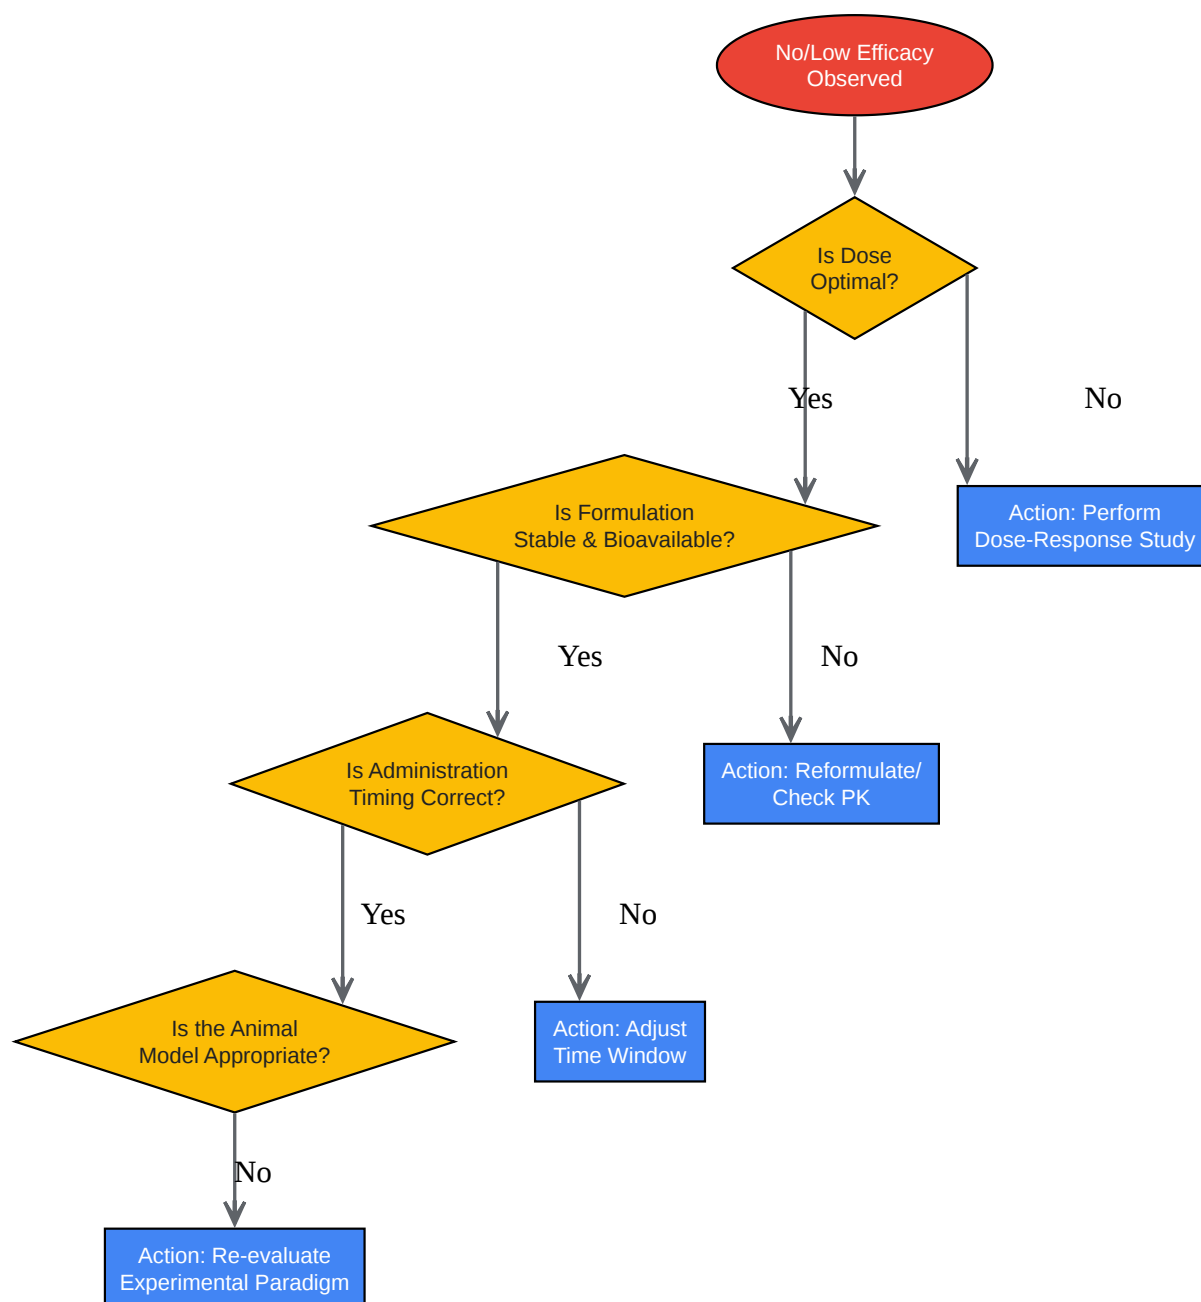 No/Low Efficacy
Observed
Is Dose
Optimal?
Yes
No
Is Formulation
Stable & Bioavailable?
Action: Perform
Dose-Response Study
Yes
No
Is Administration
Timing Correct?
Action: Reformulate/
Check PK
Yes
No
Is the Animal
Model Appropriate?
Action: Adjust
Time Window
No
Action: Re-evaluate
Experimental Paradigm